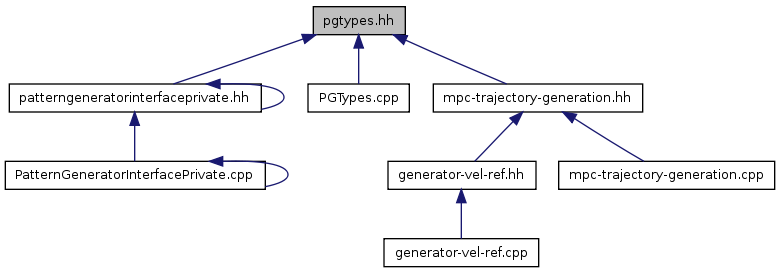 pgtypes.hh
patterngeneratorinterfaceprivate.hh
PGTypes.cpp
mpc-trajectory-generation.hh
PatternGeneratorInterfacePrivate.cpp
generator-vel-ref.hh
mpc-trajectory-generation.cpp
generator-vel-ref.cpp